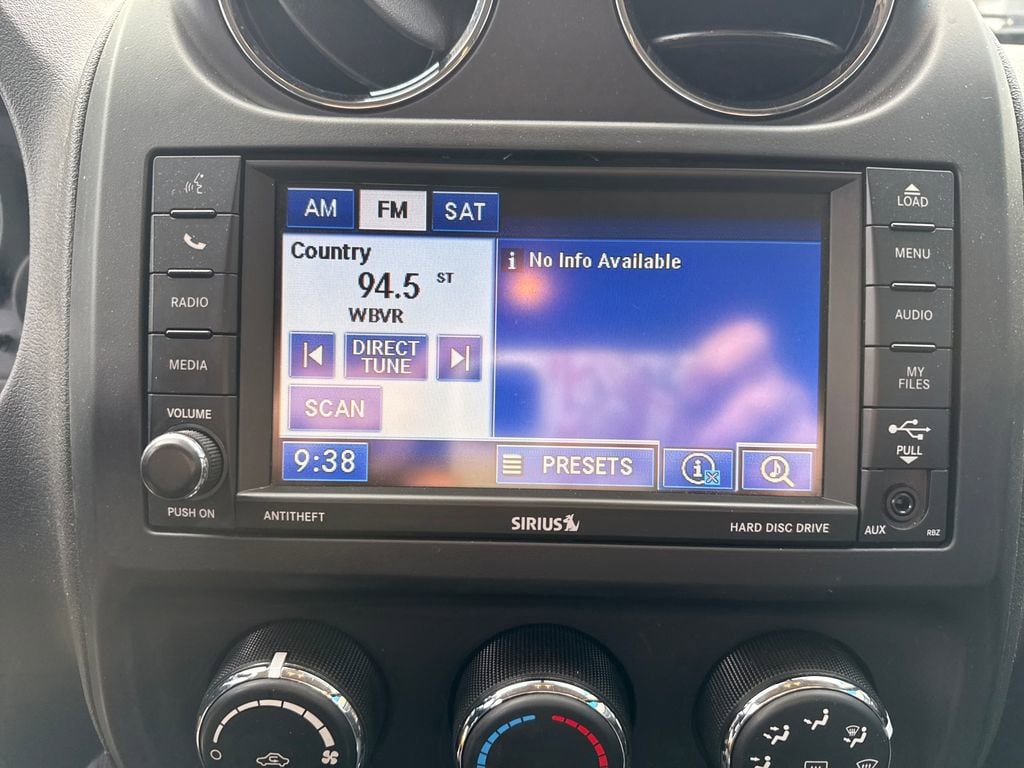 AM FM SAT
Country
94.5 ST
WBVR
DIRECT
TUNE
SCAN
9:38
i No Info Available
PRESETS
i
RADIO
MEDIA
VOLUME
PUSH ON
LOAD
MENU
AUDIO
MY
FILES
PULL
AUX
RBZ
ANTITHEFT
SIRIUS
HARD DISC DRIVE